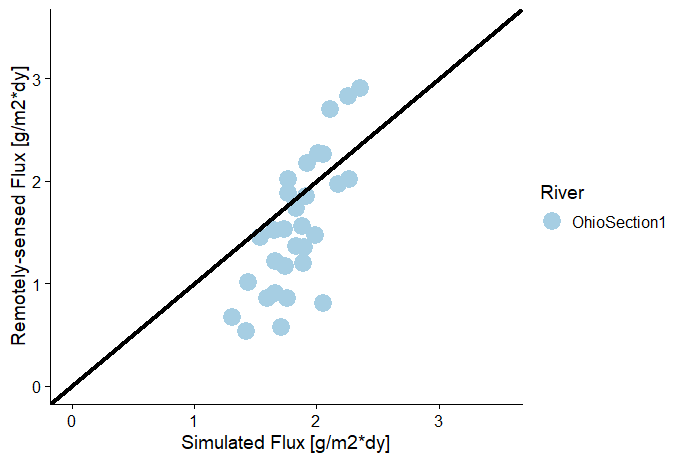 Remotely-sensed Flux [g/m2*dy]
3
2
1
0
0 1 2 3
Simulated Flux [g/m2*dy]
River
OhioSection1